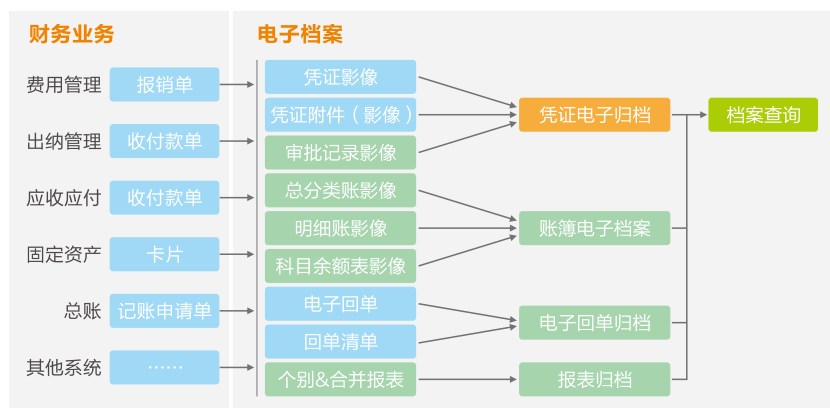 财务业务
电子档案
费用管理 报销单
出纳管理 收付款单
应收应付 收付款单
固定资产 卡片
总账 记账申请单
其他系统 ……
凭证影像
凭证附件（影像）
审批记录影像
总分类账影像
明细账影像
科目余额表影像
电子回单
回单清单
个别&合并报表
凭证电子归档
账簿电子档案
电子回单归档
报表归档
档案查询